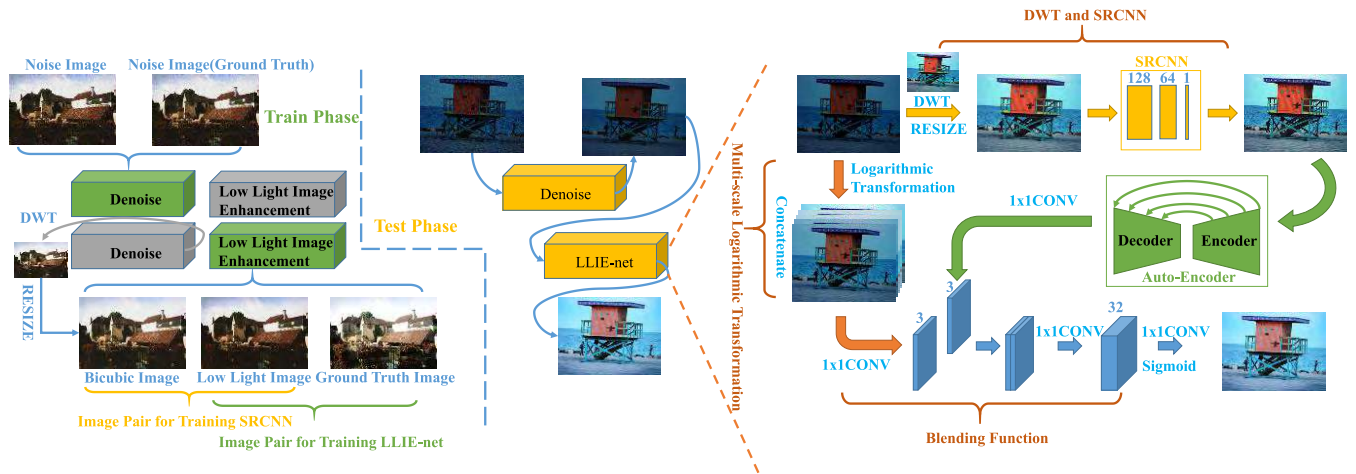 Noise Image
Noise Image(Ground Truth)
Train Phase
Denoise
Low Light Image
Enhancement
DWT
Denoise
Low Light Image
Enhancement
RESIZE
Bicubic Image
Low Light Image
Ground Truth Image
Image Pair for Training SRCNN
Image Pair for Training LLIE-net
Test Phase
Denoise
LLIE-net
Multi-scale Logarithmic Transformation
DWT and SRCNN
DWT
RESIZE
SRCNN
128
64
1
Logarithmic
Transformation
Concatenate
1x1CONV
Decoder
Encoder
Auto-Encoder
3
3
1x1CONV
1x1CONV
32
1x1CONV
Sigmoid
Blending Function